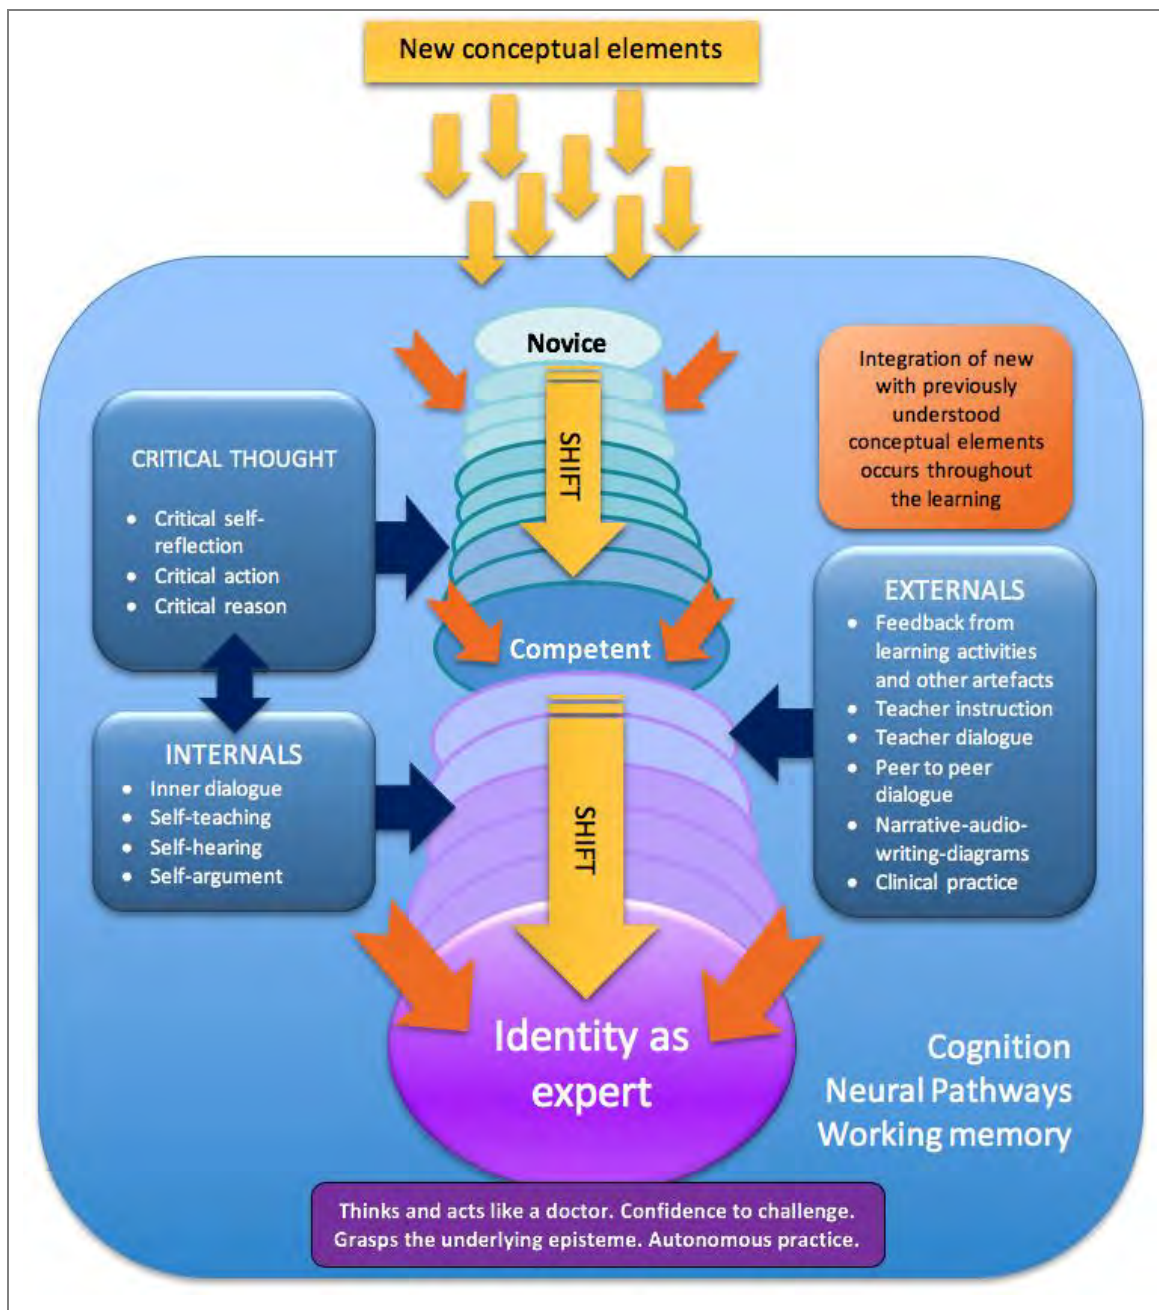 New conceptual elements
Novice
SHIFT
Integration of new
with previously
understood
conceptual elements
occurs throughout
the learning
CRITICAL THOUGHT
• Critical self-
reflection
• Critical action
• Critical reason
Competent
EXTERNALS
• Feedback from
learning activities
and other artefacts
• Teacher instruction
• Teacher dialogue
• Peer to peer
dialogue
• Narrative-audio-
writing-diagrams
• Clinical practice
INTERNALS
• Inner dialogue
• Self-teaching
• Self-hearing
• Self-argument
SHIFT
Identity as
expert
Cognition
Neural Pathways
Working memory
Thinks and acts like a doctor. Confidence to challenge.
Grasps the underlying episteme. Autonomous practice.